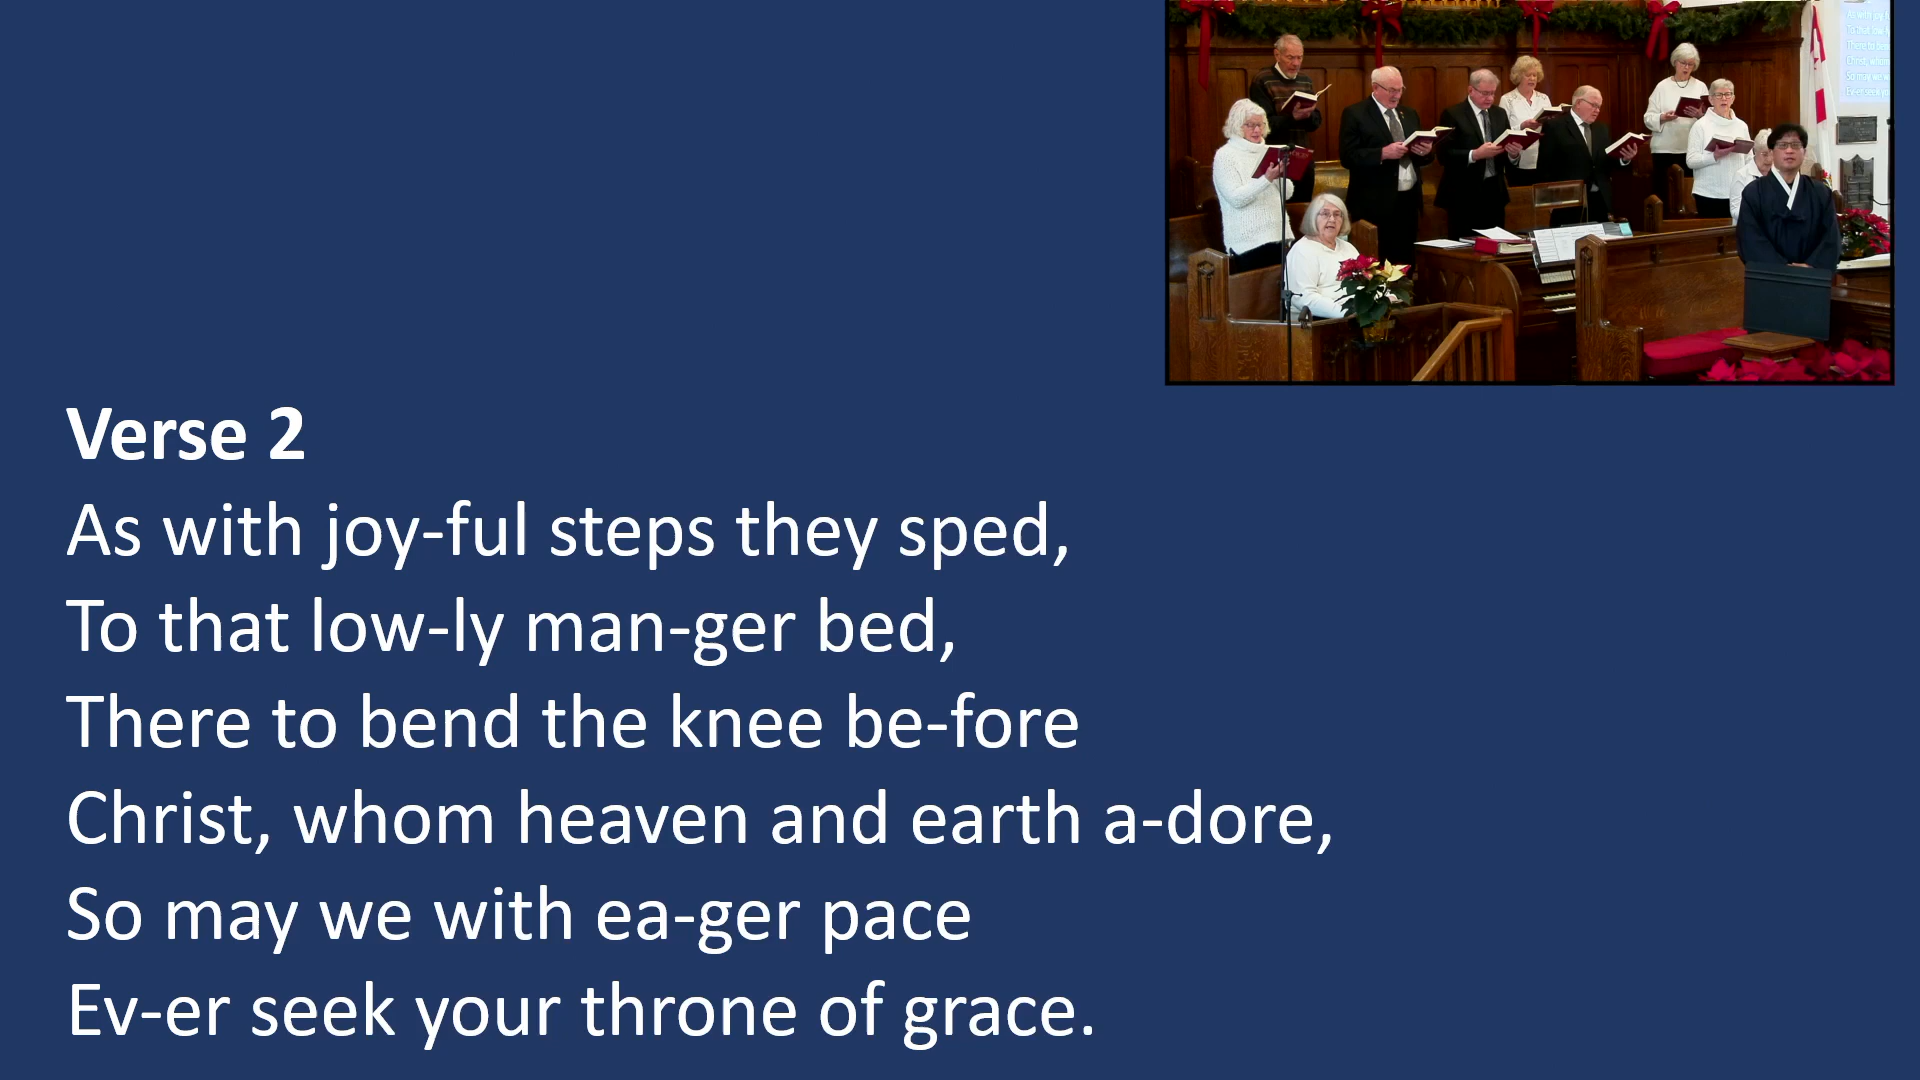 Verse 2
As with joy-ful steps they sped,
To that low-ly man-ger bed,
There to bend the knee be-fore
Christ, whom heaven and earth a-dore,
So may we with ea-ger pace
Ev-er seek your throne of grace.